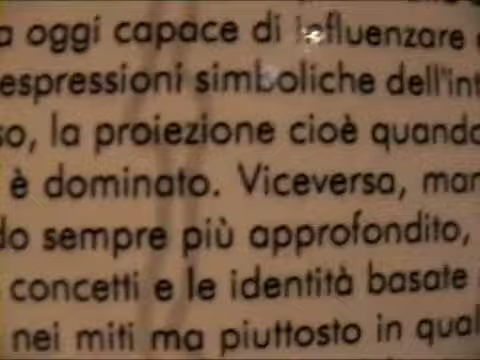 a oggi capace di influenzare
espressioni simboliche dell'int
so, la proiezione cioè quando
è dominato. Viceversa, man
do sempre più approfondito,
concetti e le identità basate
nei miti ma piuttosto in qual